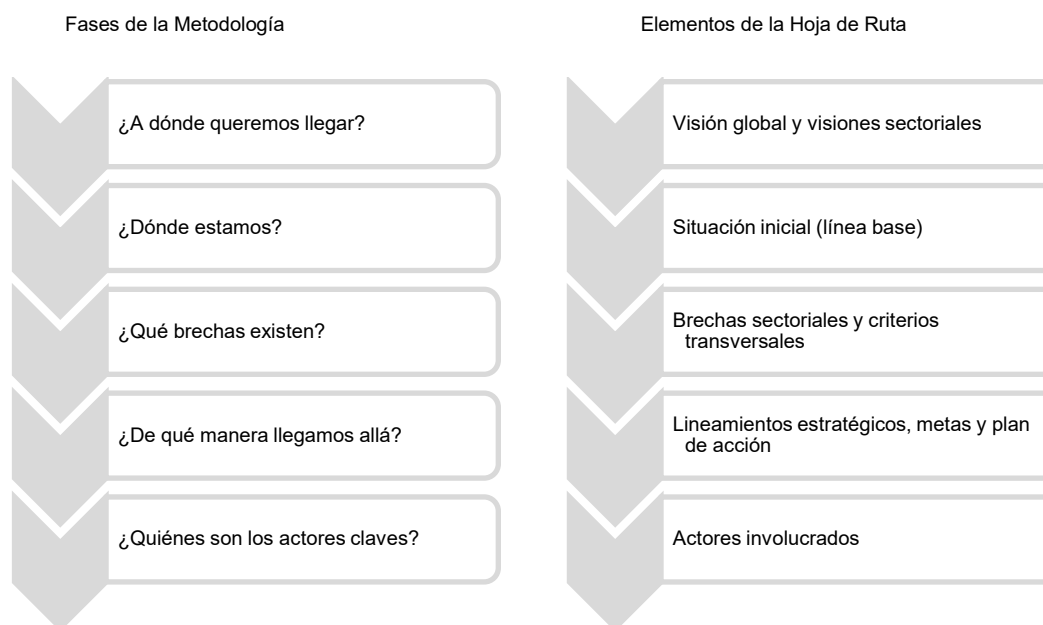 Fases de la Metodología
¿A dónde queremos llegar?
¿Dónde estamos?
¿Qué brechas existen?
¿De qué manera llegamos allá?
¿Quiénes son los actores claves?
Elementos de la Hoja de Ruta
Visión global y visiones sectoriales
Situación inicial (línea base)
Brechas sectoriales y criterios
transversales
Lineamientos estratégicos, metas y plan
de acción
Actores involucrados